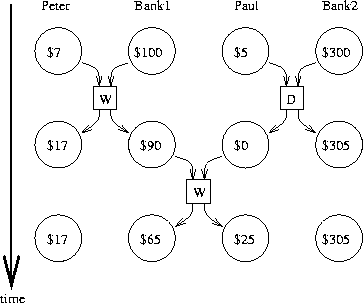 Peter Bank1 Paul Bank2
$7 $100 $5 $300
W D
$17 $90 $0 $305
W
$17 $65 $25 $305
time